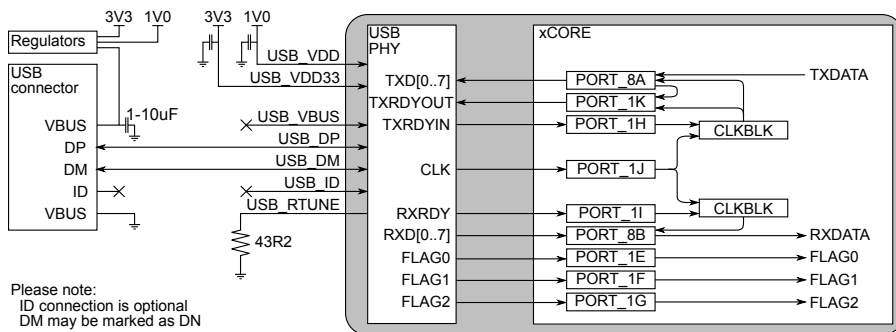 3V3 1V0
Regulators
USB connector
VBUS
DP
DM
ID
VBUS
1-10uF
3V3 1V0
USB_VDD
USB_VDD33
USB_VBUS
USB_DP
USB_DM
USB_ID
USB_RTUNE
43R2
Please note:
ID connection is optional
DM may be marked as DN
USB PHY
TXD[0..7]
TXRDYOUT
TXRDYIN
CLK
RXRDY
RXD[0..7]
FLAG0
FLAG1
FLAG2
xCORE
PORT_8A
PORT_1K
PORT_1H
PORT_1J
PORT_1I
PORT_8B
PORT_1E
PORT_1F
PORT_1G
CLKBLK
CLKBLK
TXDATA
RXDATA
FLAG0
FLAG1
FLAG2